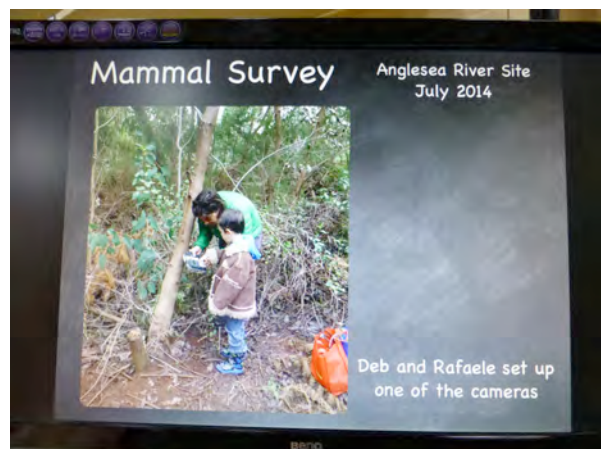 Mammal Survey
Anglesea River Site
July 2014
Deb and Rafaele set up
one of the cameras
BenQ